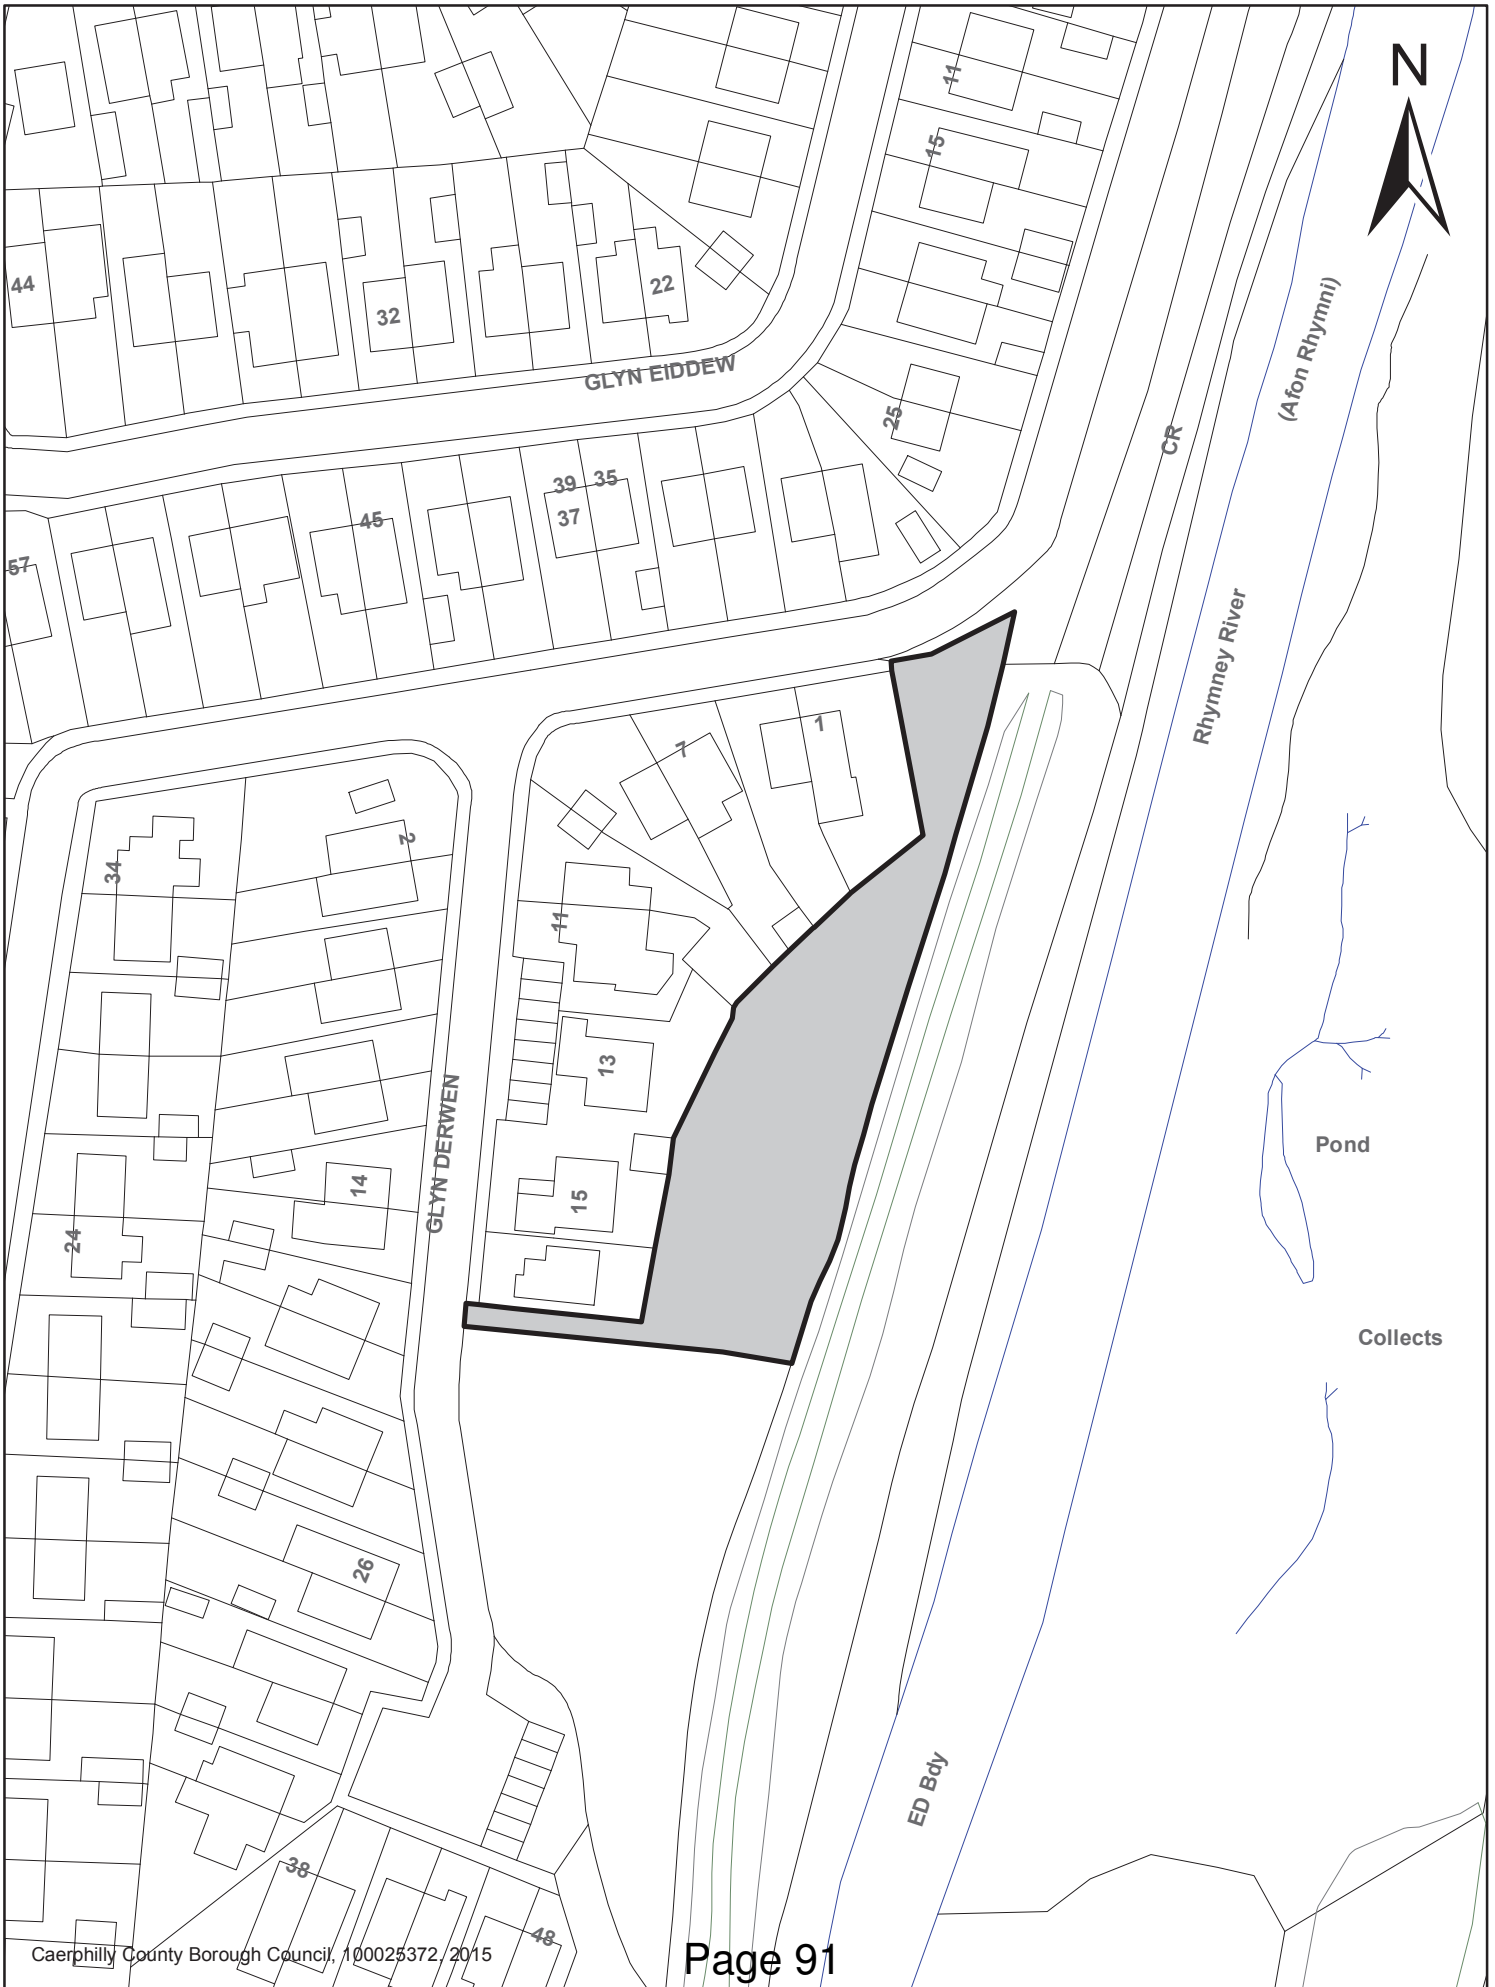 N
11
15
44
22
32
(Afon Rhymni)
GLYN EIDDEW
25
CR
39 35
37
45
57
Rhymney River
1
7
2
34
11
13
Pond
GLYN DERWEN
14
15
24
Collects
26
ED Bdy
38
48
Caerphilly County Borough Council, 100025372, 2015
Page 91